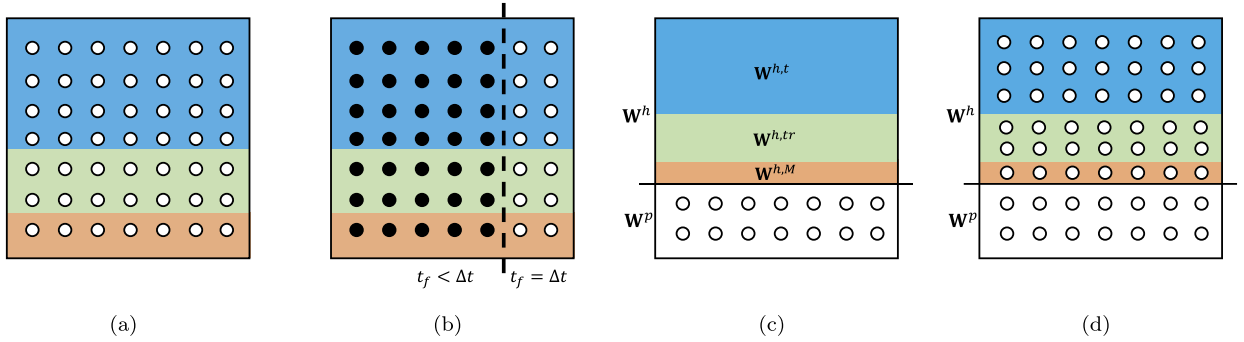 W^{h,t}
W^h
W^h
W^{h,tr}
W^{h,M}
W^p
W^p
t_f < Δt
t_f = Δt
(a)
(b)
(c)
(d)